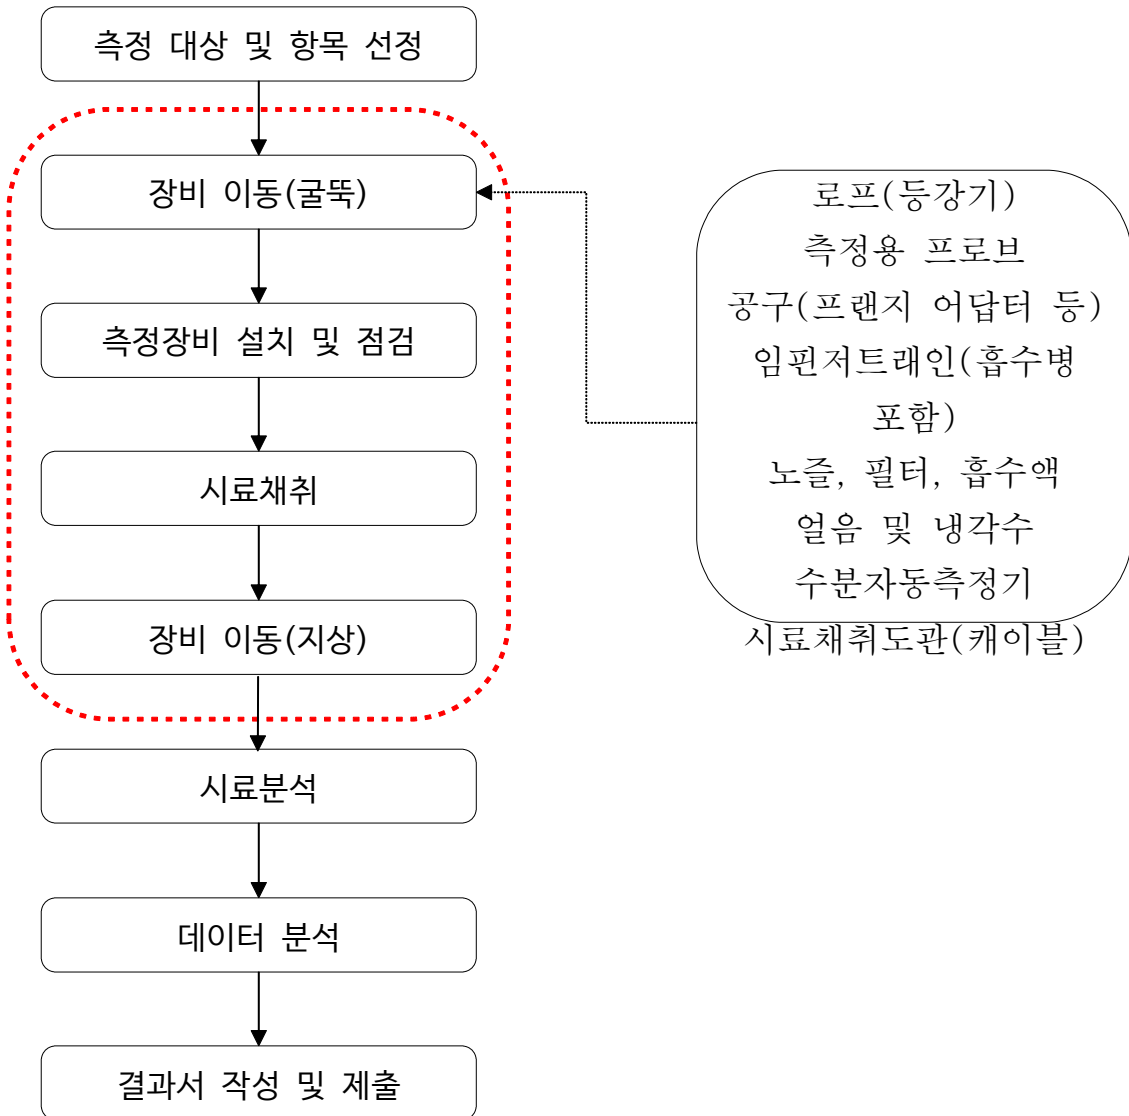 측정 대상 및 항목 선정
장비 이동(굴뚝)
측정장비 설치 및 점검
시료채취
장비 이동(지상)
시료분석
데이터 분석
결과서 작성 및 제출
로프(등강기)
측정용 프로브
공구(프랜지 어답터 등)
임핀저트래인(흡수병
포함)
노즐, 필터, 흡수액
얼음 및 냉각수
수분자동측정기
시료채취도관(캐이블)